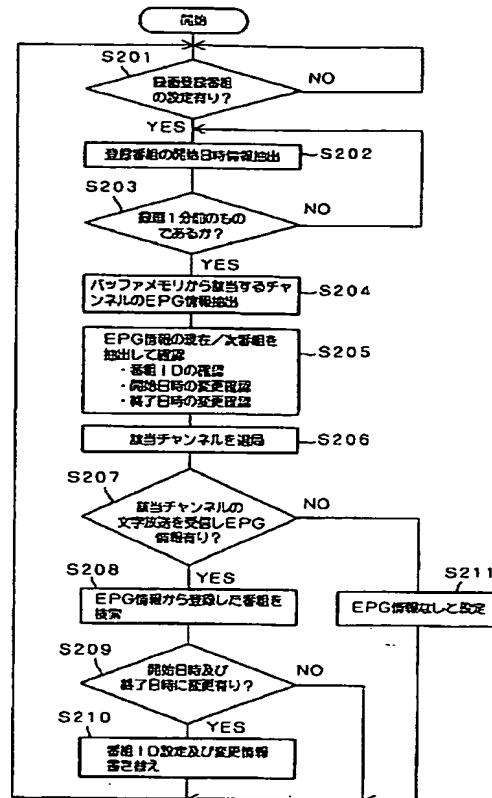 開始
S201
録画登録番組
の設定有り？
NO
YES
登録番組の開始日時情報抽出
S202
S203
録画1分前のもの
であるか？
NO
YES
バッファメモリから該当するチャ
ンネルのEPG情報抽出
S204
EPG情報の現在／次番組を
抽出して確認
・番組IDの確認
・開始日時の変更確認
・終了日時の変更確認
S205
該当チャンネルを選局
S206
S207
該当チャンネルの
文字放送を受信しEPG
情報有り？
NO
YES
S208
EPG情報から登録した番組を
検索
S211
EPG情報なしと設定
S209
開始日時及び
終了日時に変更有り？
NO
YES
S210
番組ID設定及び変更情報
書き替え